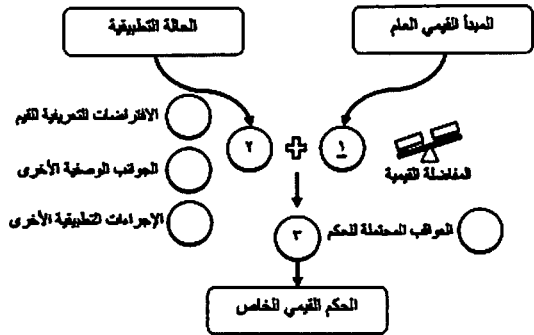 المبدأ القيمي العام
الحالة التطبيقية
الافتراضات التعريفية للقيم
١
٢
المفاضلة القيمية
الجوانب الوصفية الأخرى
الإجراءات التطبيقية الأخرى
٣
العواقب المحتملة للحكم
الحكم القيمي الخاص